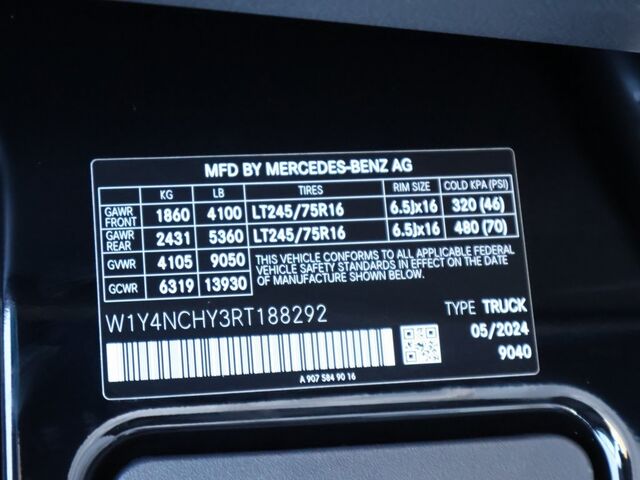 MFD BY MERCEDES-BENZ AG
KG LB TIRES RIM SIZE COLD KPA (PSI)
GAWR FRONT 1860 4100 LT245/75R16 6.5Jx16 320 (46)
GAWR REAR 2431 5360 LT245/75R16 6.5Jx16 480 (70)
GVWR 4105 9050 THIS VEHICLE CONFORMS TO ALL APPLICABLE FEDERAL
VEHICLE SAFETY STANDARDS IN EFFECT ON THE DATE
GCWR 6319 13930 OF MANUFACTURE SHOWN ABOVE.
W1Y4NCHY3RT188292 TYPE TRUCK
05/2024
9040
A 907 584 90 16